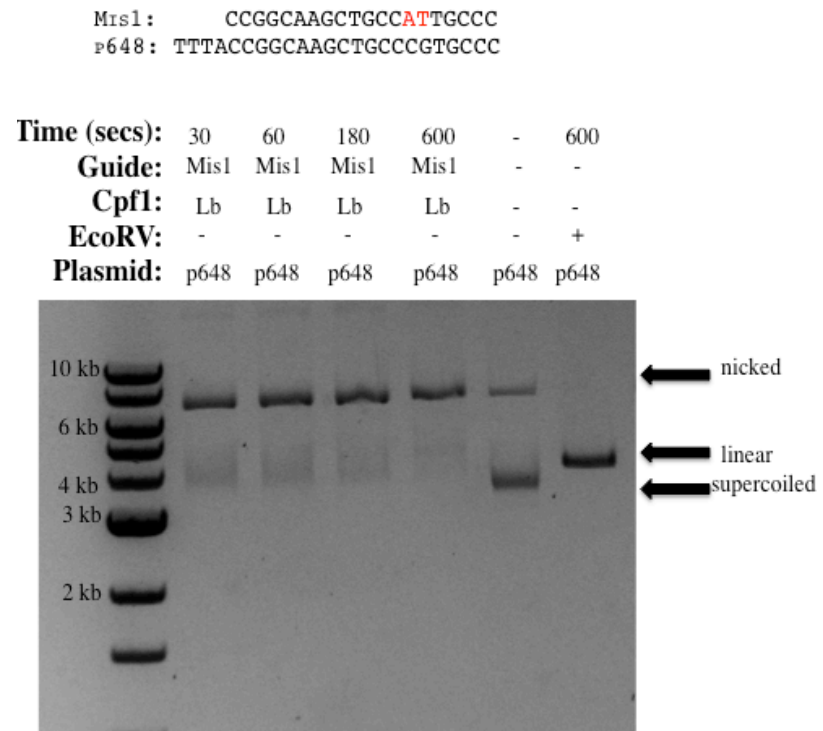 Mis1: CCGGCAAGCTGCCATTGCCC
p648: TTTACCGGCAAGCTGCCCGTGCCC
Time (secs): 30 60 180 600 - 600
Guide: Mis1 Mis1 Mis1 Mis1 - -
Cpf1: Lb Lb Lb Lb - -
EcoRV: - - - - - +
Plasmid: p648 p648 p648 p648 p648 p648
10 kb
nicked
6 kb
linear
4 kb
supercoiled
3 kb
2 kb